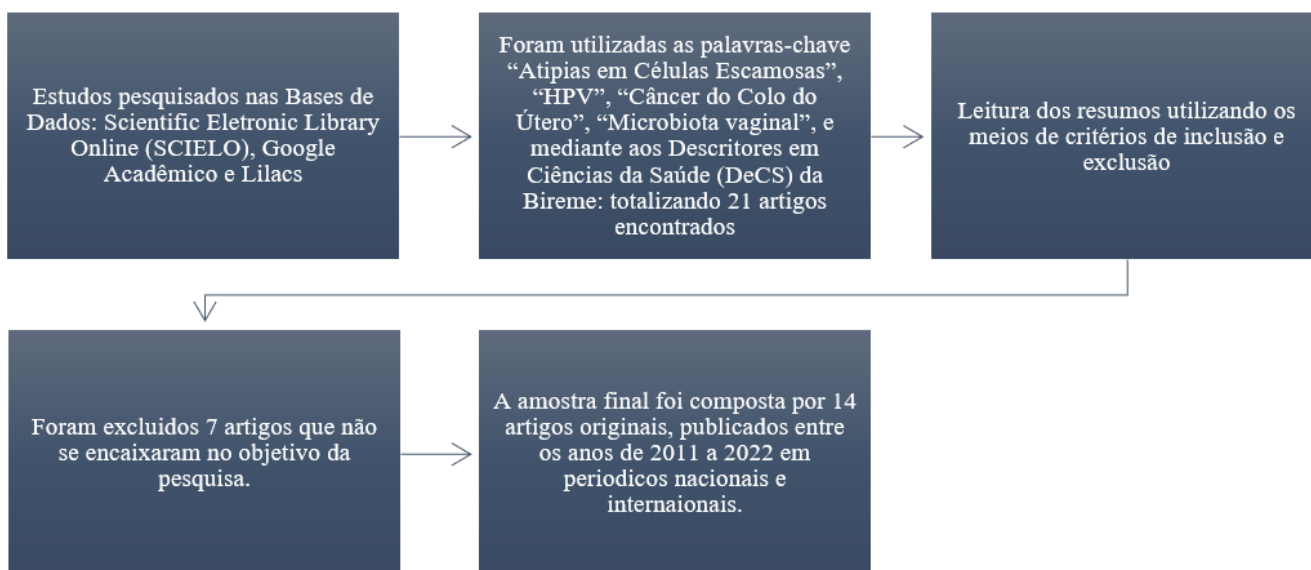 Estudos pesquisados nas Bases de
Dados: Scientific Eletronic Library
Online (SCIELO), Google
Acadêmico e Lilacs
Foram utilizadas as palavras-chave
“Atipias em Células Escamosas”,
“HPV”, “Câncer do Colo do
Útero”, “Microbiota vaginal”, e
mediante aos Descritores em
Ciências da Saúde (DeCS) da
Bireme: totalizando 21 artigos
encontrados
Leitura dos resumos utilizando os
meios de critérios de inclusão e
exclusão
Foram excluidos 7 artigos que não
se encaixaram no objetivo da
pesquisa.
A amostra final foi composta por 14
artigos originais, publicados entre
os anos de 2011 a 2022 em
periodicos nacionais e
internaionais.